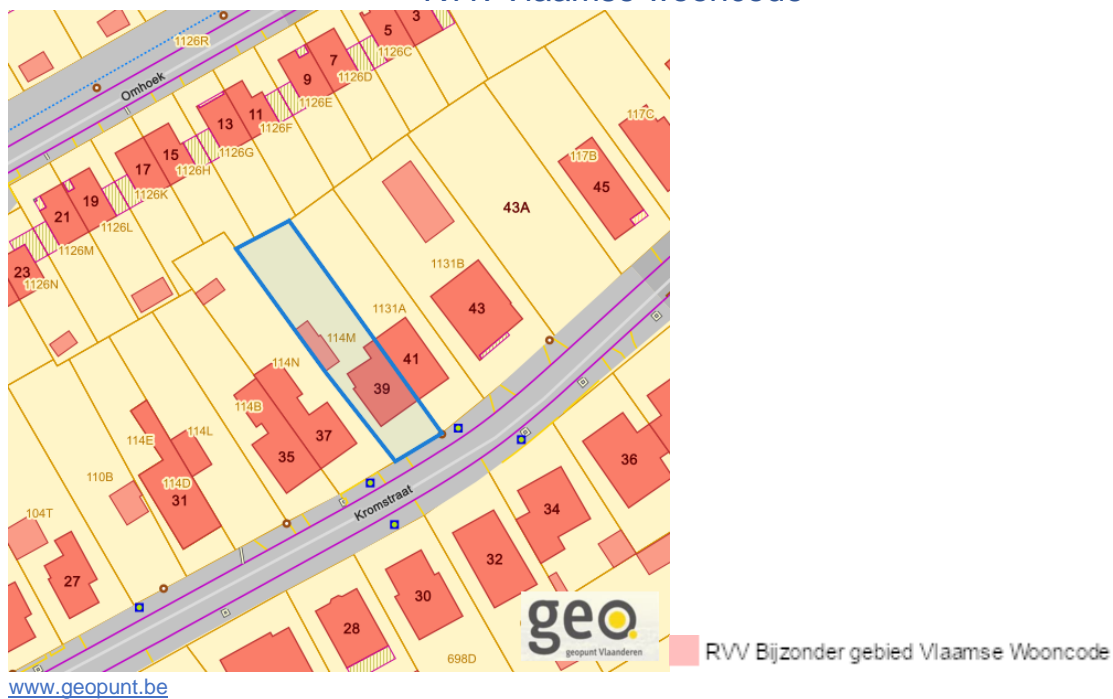 RVV Vlaamse wooncode
1126R
5
3
1126C
7
9
1126D
Omhoek
1126E
13
11
1126F
117C
1126G
17
15
1126H
117B
1126K
45
21
19
43A
1126L
1126M
23
1126N
1131B
1131A
43
114M
41
114N
39
114B
114E
114L
37
35
36
110B
114D
31
Kromstraat
34
104T
32
27
30
28
698D
geo
geopunt Vlaanderen
RVV Bijzonder gebied Vlaamse Wooncode
www.geopunt.be